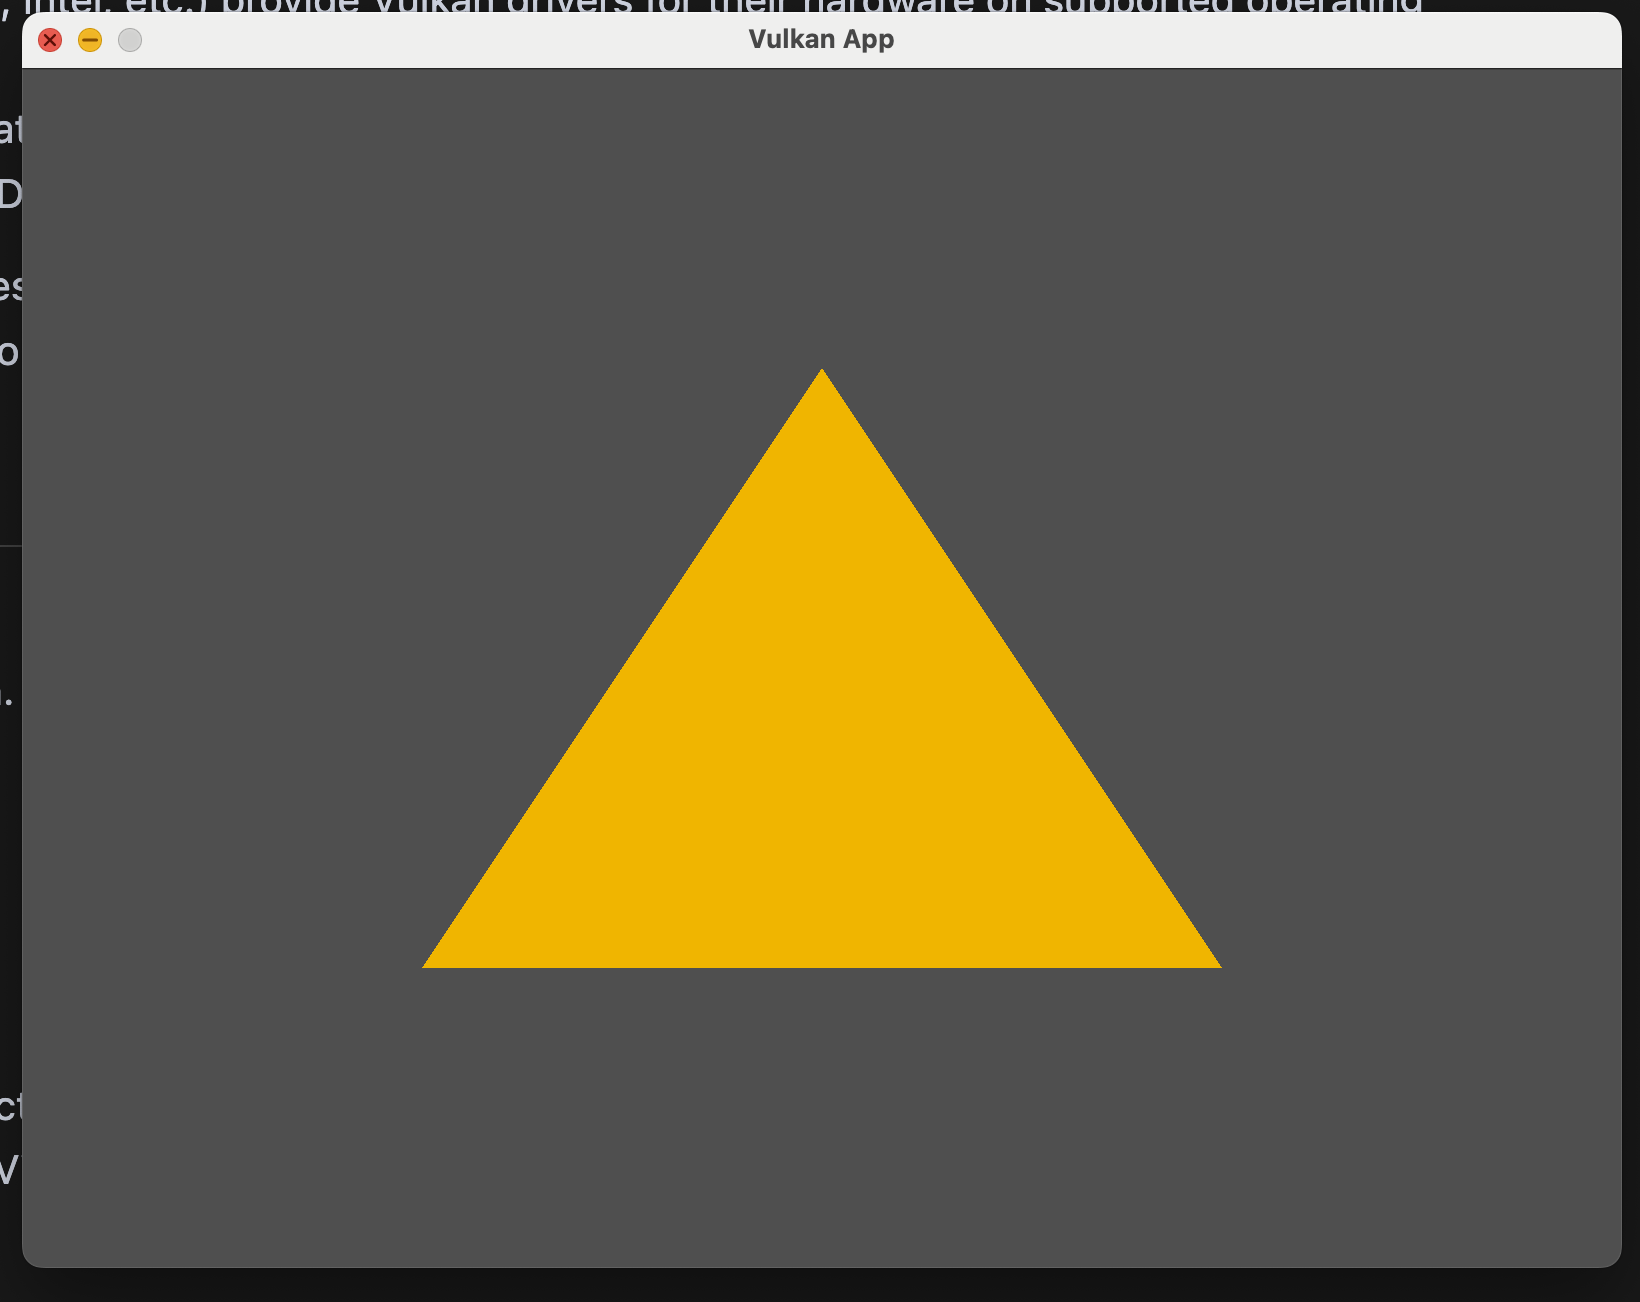 , Intel, etc.) provide Vulkan drivers for their hardware on supported operating
Vulkan App
at
D
es
o
.
ct
V